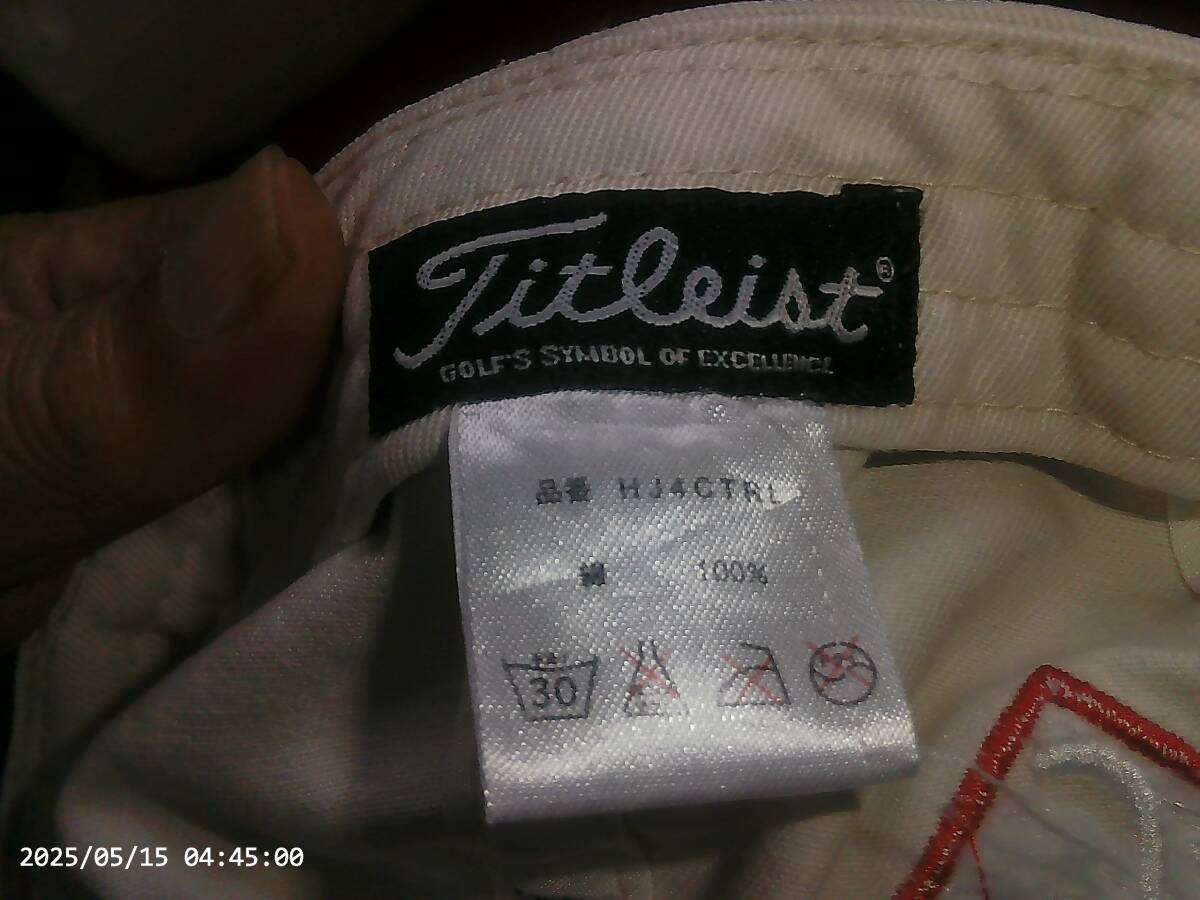 Titleist®
GOLF'S SYMBOL OF EXCELLENCE
品番 HJ4CTRL
綿 100%
30
2025/05/15 04:45:00